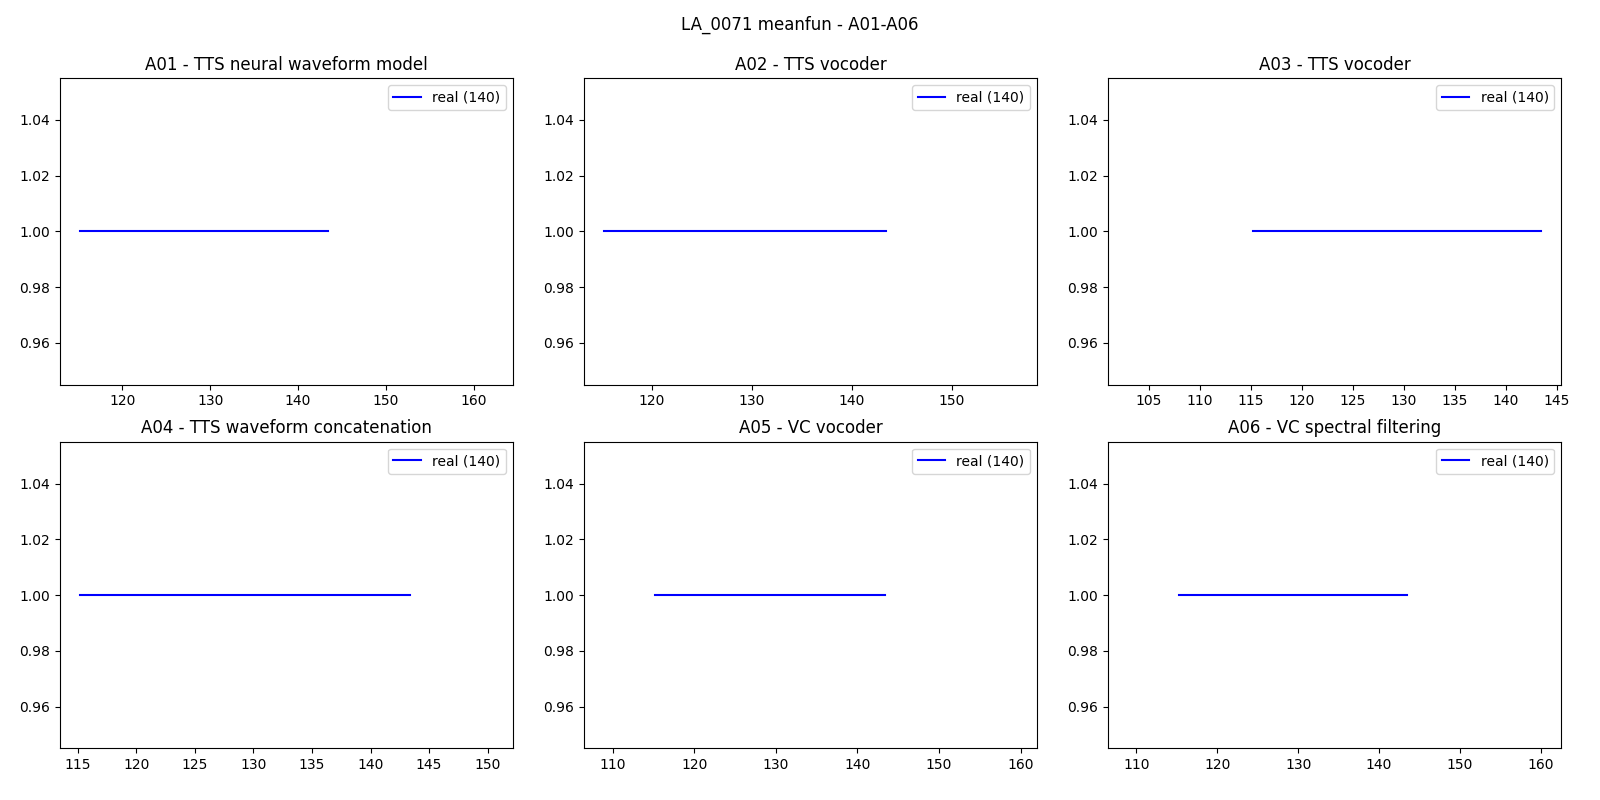 LA_0071 meanfun - A01-A06
A01 - TTS neural waveform model
real (140)
1.04
1.02
1.00
0.98
0.96
120 130 140 150 160
A02 - TTS vocoder
real (140)
1.04
1.02
1.00
0.98
0.96
120 130 140 150
A03 - TTS vocoder
real (140)
1.04
1.02
1.00
0.98
0.96
105 110 115 120 125 130 135 140 145
A04 - TTS waveform concatenation
real (140)
1.04
1.02
1.00
0.98
0.96
115 120 125 130 135 140 145 150
A05 - VC vocoder
real (140)
1.04
1.02
1.00
0.98
0.96
110 120 130 140 150 160
A06 - VC spectral filtering
real (140)
1.04
1.02
1.00
0.98
0.96
110 120 130 140 150 160